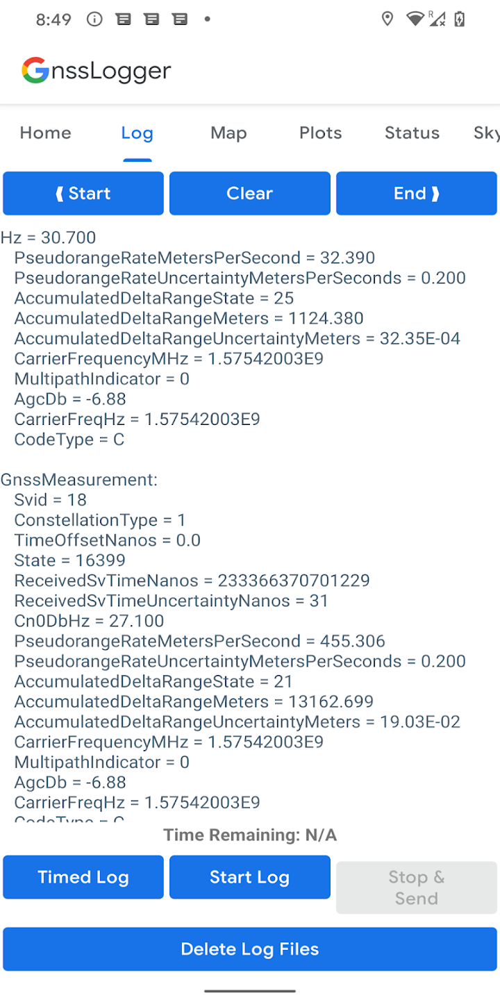 8:49
R
GnssLogger
Home Log Map Plots Status Sky
⟪ Start Clear End ⟫
Hz = 30.700
PseudorangeRateMetersPerSecond = 32.390
PseudorangeRateUncertaintyMetersPerSeconds = 0.200
AccumulatedDeltaRangeState = 25
AccumulatedDeltaRangeMeters = 1124.380
AccumulatedDeltaRangeUncertaintyMeters = 32.35E-04
CarrierFrequencyMHz = 1.57542003E9
MultipathIndicator = 0
AgcDb = -6.88
CarrierFreqHz = 1.57542003E9
CodeType = C
GnssMeasurement:
Svid = 18
ConstellationType = 1
TimeOffsetNanos = 0.0
State = 16399
ReceivedSvTimeNanos = 233366370701229
ReceivedSvTimeUncertaintyNanos = 31
Cn0DbHz = 27.100
PseudorangeRateMetersPerSecond = 455.306
PseudorangeRateUncertaintyMetersPerSeconds = 0.200
AccumulatedDeltaRangeState = 21
AccumulatedDeltaRangeMeters = 13162.699
AccumulatedDeltaRangeUncertaintyMeters = 19.03E-02
CarrierFrequencyMHz = 1.57542003E9
MultipathIndicator = 0
AgcDb = -6.88
CarrierFreqHz = 1.57542003E9
CodeType = C
Time Remaining: N/A
Timed Log Start Log Stop &
Send
Delete Log Files